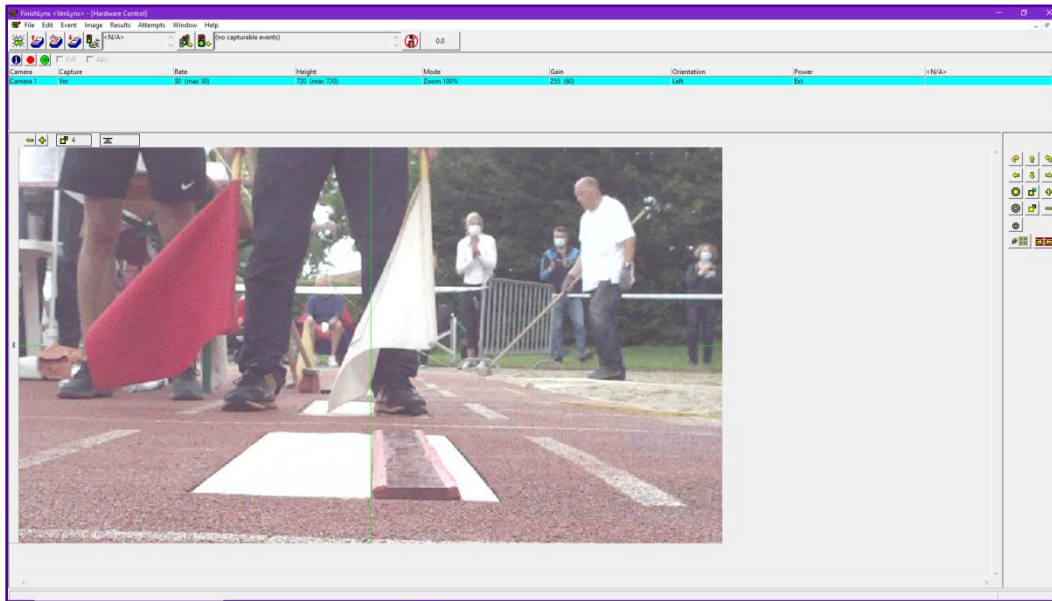 FinishLynx <VeriLynx> - [Hardware Control]
File Edit Event Image Results Attempts Window Help
<N/A> (no capturable events) 0.0
EVF AEC
Camera Capture Rate Height Mode Gain Orientation Power <N/A>
Camera 1 Yes 30 (max 30) 720 (max 720) Zoom 100% 255 (60) Left Ext
4
E